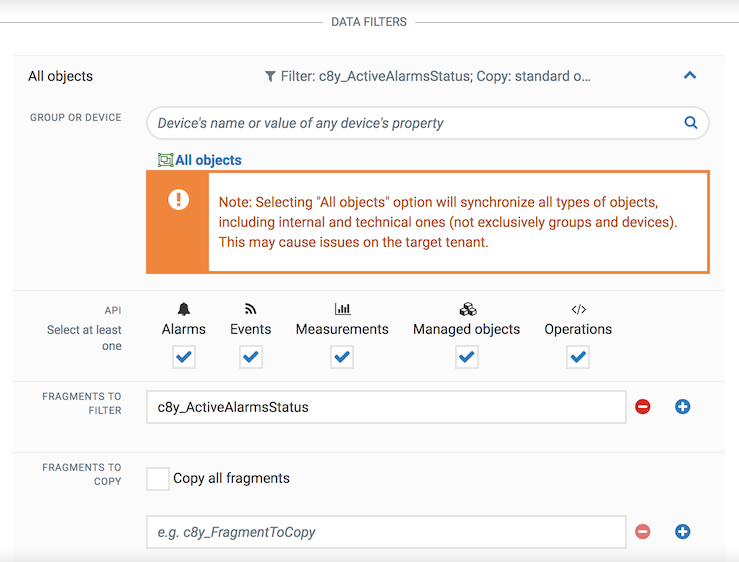 DATA FILTERS
All objects
Filter: c8y_ActiveAlarmsStatus; Copy: standard o...
GROUP OR DEVICE
Device's name or value of any device's property
All objects
Note: Selecting "All objects" option will synchronize all types of objects,
including internal and technical ones (not exclusively groups and devices).
This may cause issues on the target tenant.
API
Select at least
one
Alarms
Events
Measurements
Managed objects
Operations
FRAGMENTS TO
FILTER
c8y_ActiveAlarmsStatus
FRAGMENTS TO
COPY
Copy all fragments
e.g. c8y_FragmentToCopy